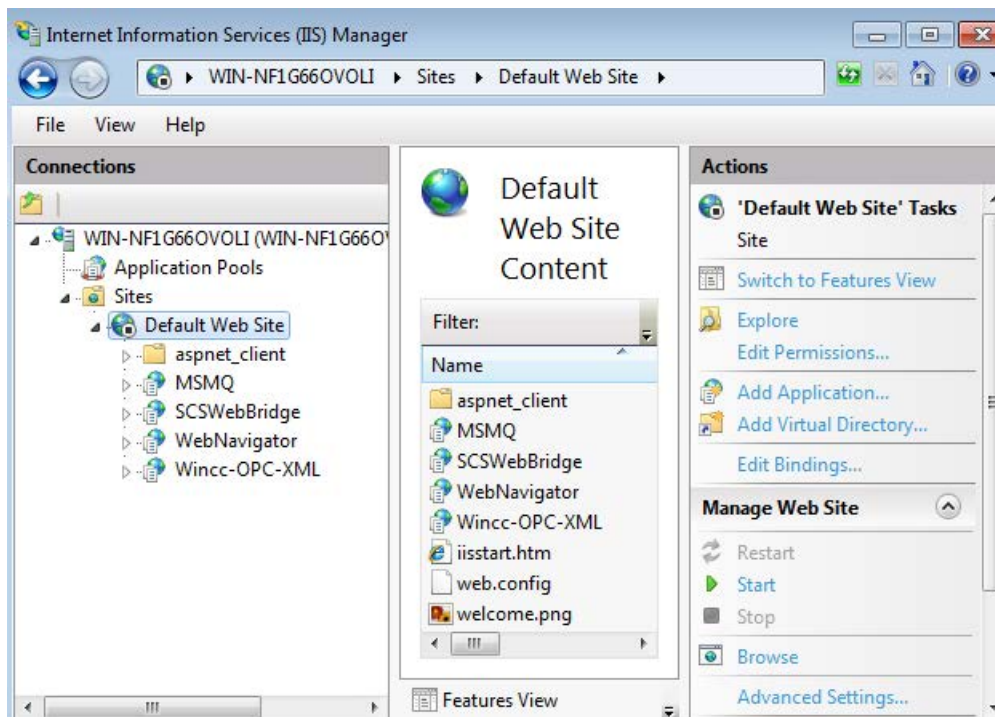 Internet Information Services (IIS) Manager
WIN-NF1G66OVOLI Sites Default Web Site
File View Help
Connections
WIN-NF1G66OVOLI (WIN-NF1G66O
Application Pools
Sites
Default Web Site
aspnet_client
MSMQ
SCSWebBridge
WebNavigator
Wincc-OPC-XML
Default
Web Site
Content
Filter:
Name
aspnet_client
MSMQ
SCSWebBridge
WebNavigator
Wincc-OPC-XML
iisstart.htm
web.config
welcome.png
Features View
Actions
'Default Web Site' Tasks
Site
Switch to Features View
Explore
Edit Permissions...
Add Application...
Add Virtual Directory...
Edit Bindings...
Manage Web Site
Restart
Start
Stop
Browse
Advanced Settings...